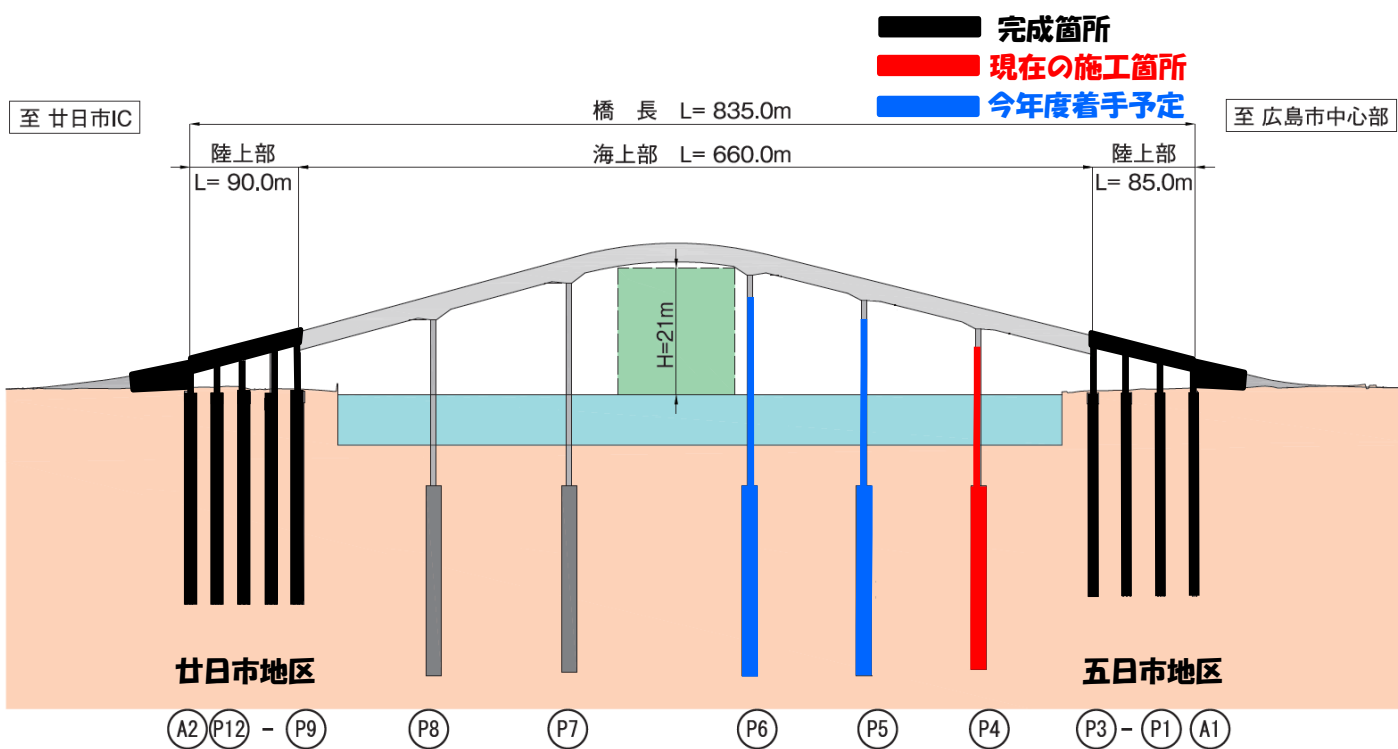 完成箇所
現在の施工箇所
今年度着手予定
至 廿日市IC
橋 長 L= 835.0m
至 広島市中心部
陸上部
L= 90.0m
海上部 L= 660.0m
陸上部
L= 85.0m
H=21m
廿日市地区
五日市地区
A2 P12 - P9 P8 P7 P6 P5 P4 P3 - P1 A1